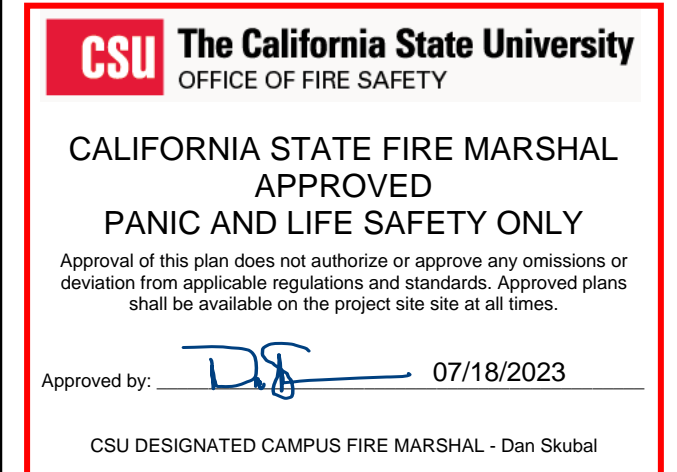 CSU The California State University
OFFICE OF FIRE SAFETY
CALIFORNIA STATE FIRE MARSHAL
APPROVED
PANIC AND LIFE SAFETY ONLY
Approval of this plan does not authorize or approve any omissions or
deviation from applicable regulations and standards. Approved plans
shall be available on the project site site at all times.
Approved by: 07/18/2023
CSU DESIGNATED CAMPUS FIRE MARSHAL - Dan Skubal